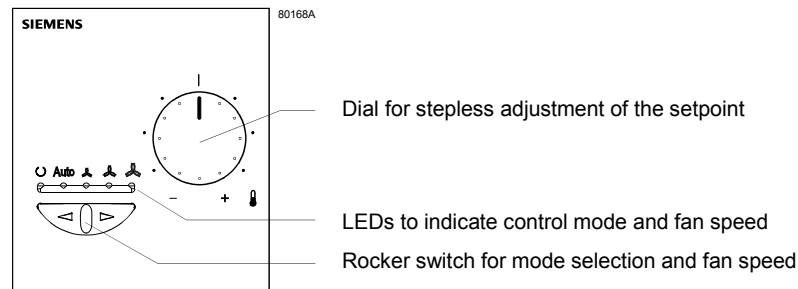 80168A
SIEMENS
Dial for stepless adjustment of the setpoint
Auto
− +
LEDs to indicate control mode and fan speed
Rocker switch for mode selection and fan speed